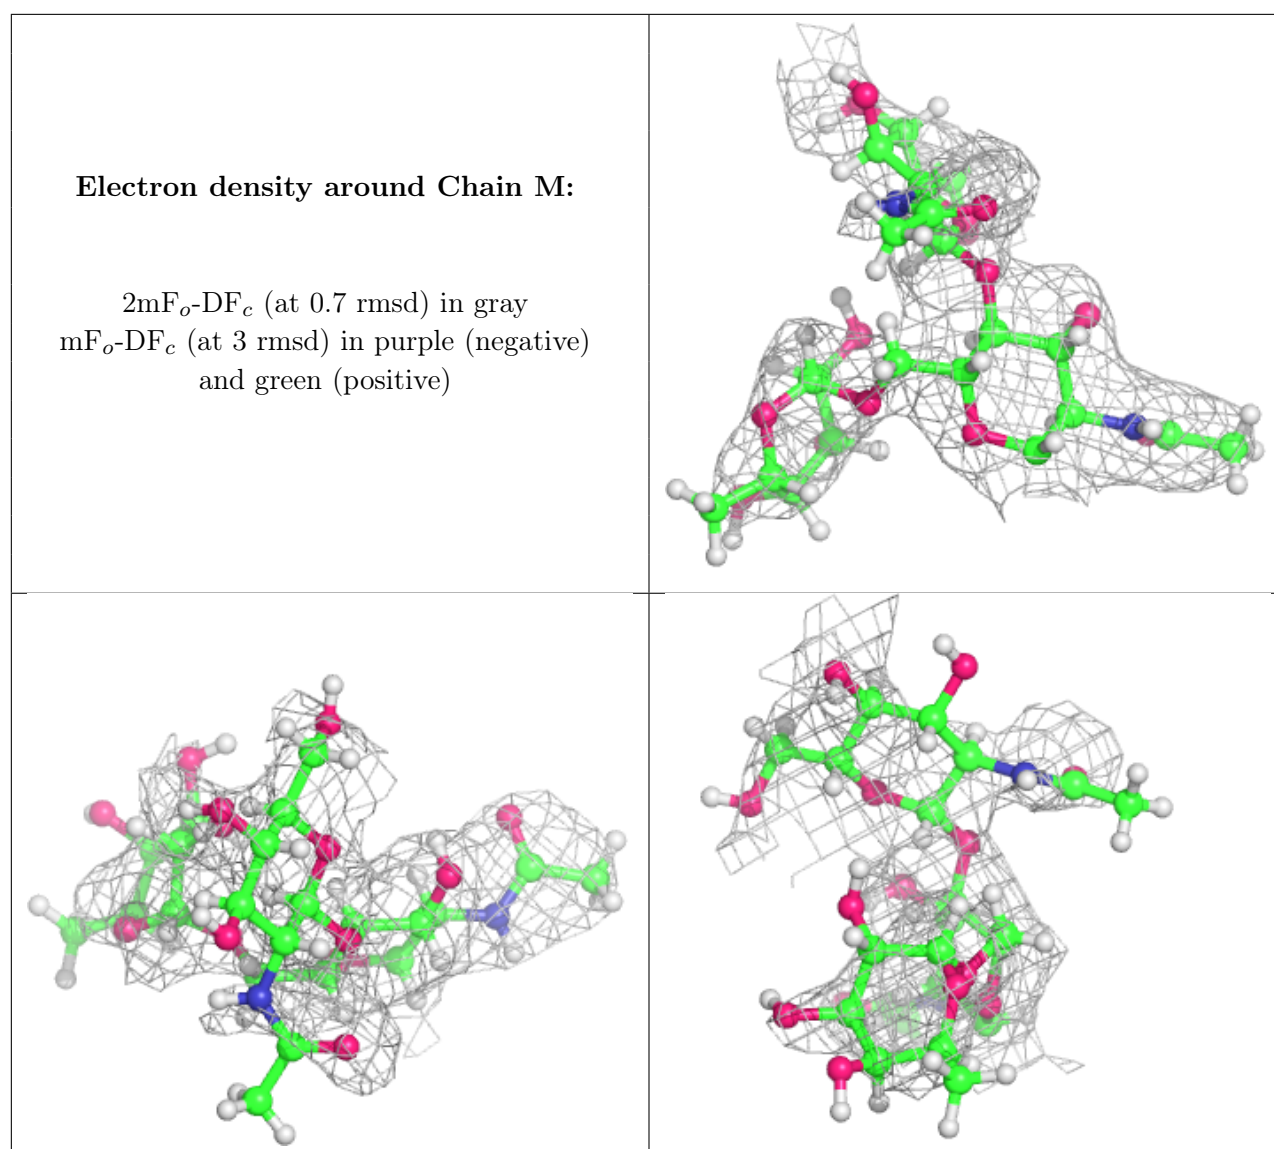 Electron density around Chain M:
2mFₒ-DF𝒸 (at 0.7 rmsd) in gray
mFₒ-DF𝒸 (at 3 rmsd) in purple (negative)
and green (positive)